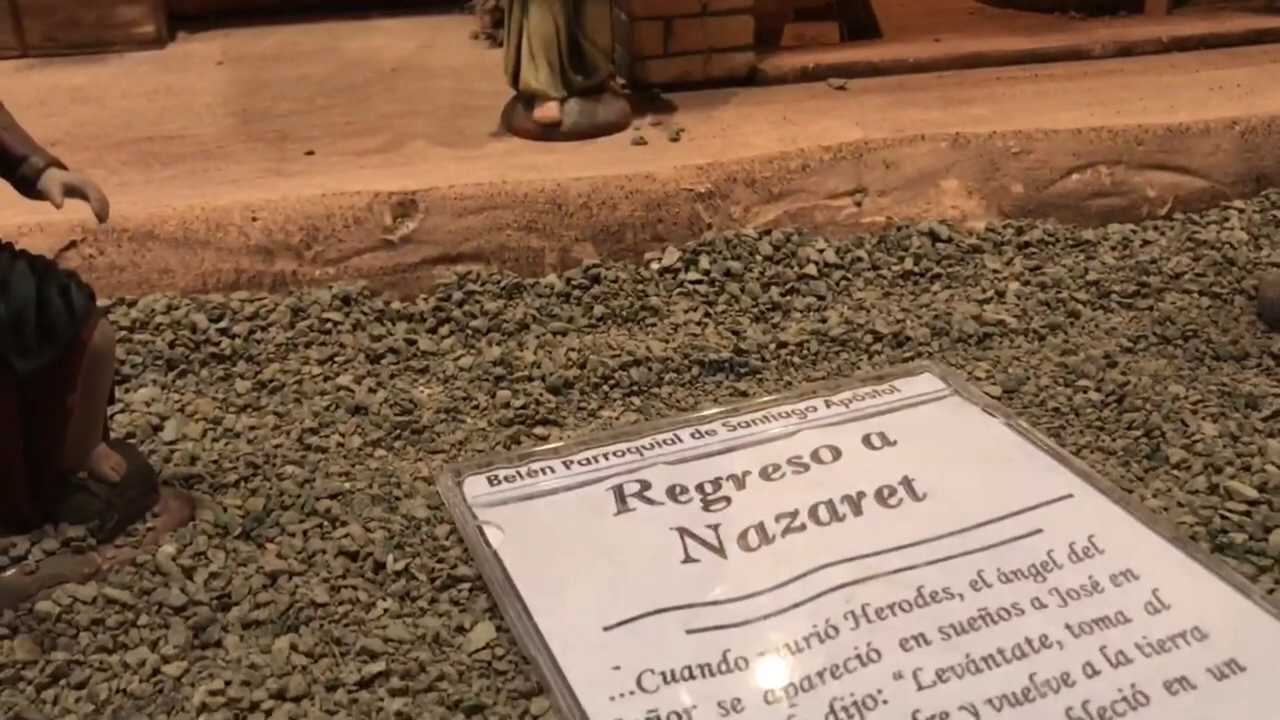 Belén Parroquial de Santiago Apóstol
Regreso a
Nazaret
...Cuando murió Herodes, el ángel del
se apareció en sueños a José en
dijo: “Levántate, toma al
y vuelve a la tierra
en un